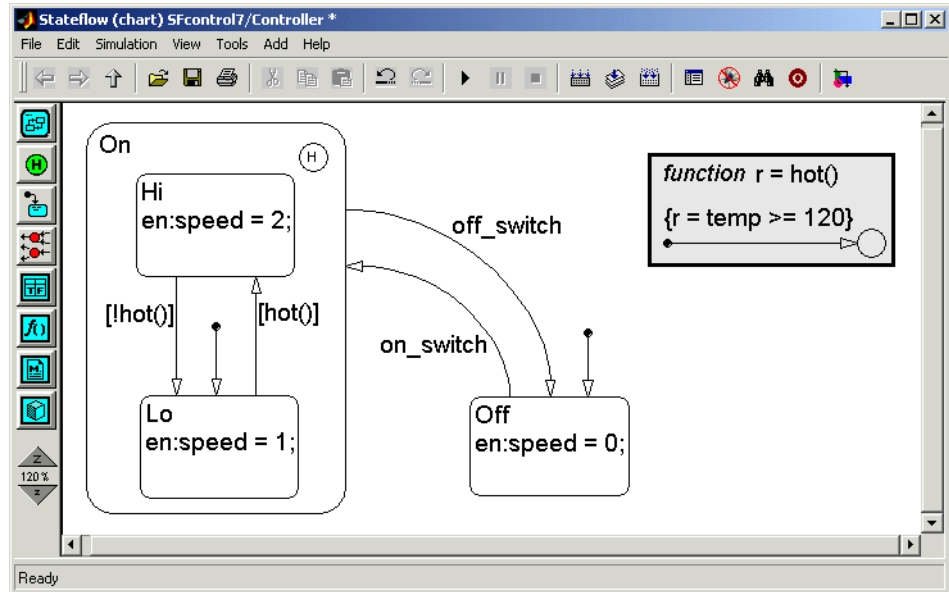 Stateflow (chart) SFcontrol7/Controller *
File Edit Simulation View Tools Add Help
On
H
Hi
en:speed = 2;
[!hot()]
[hot()]
Lo
en:speed = 1;
off_switch
on_switch
Off
en:speed = 0;
function r = hot()
{r = temp >= 120}
H
TF
f()
M
Z
120 %
z
Ready